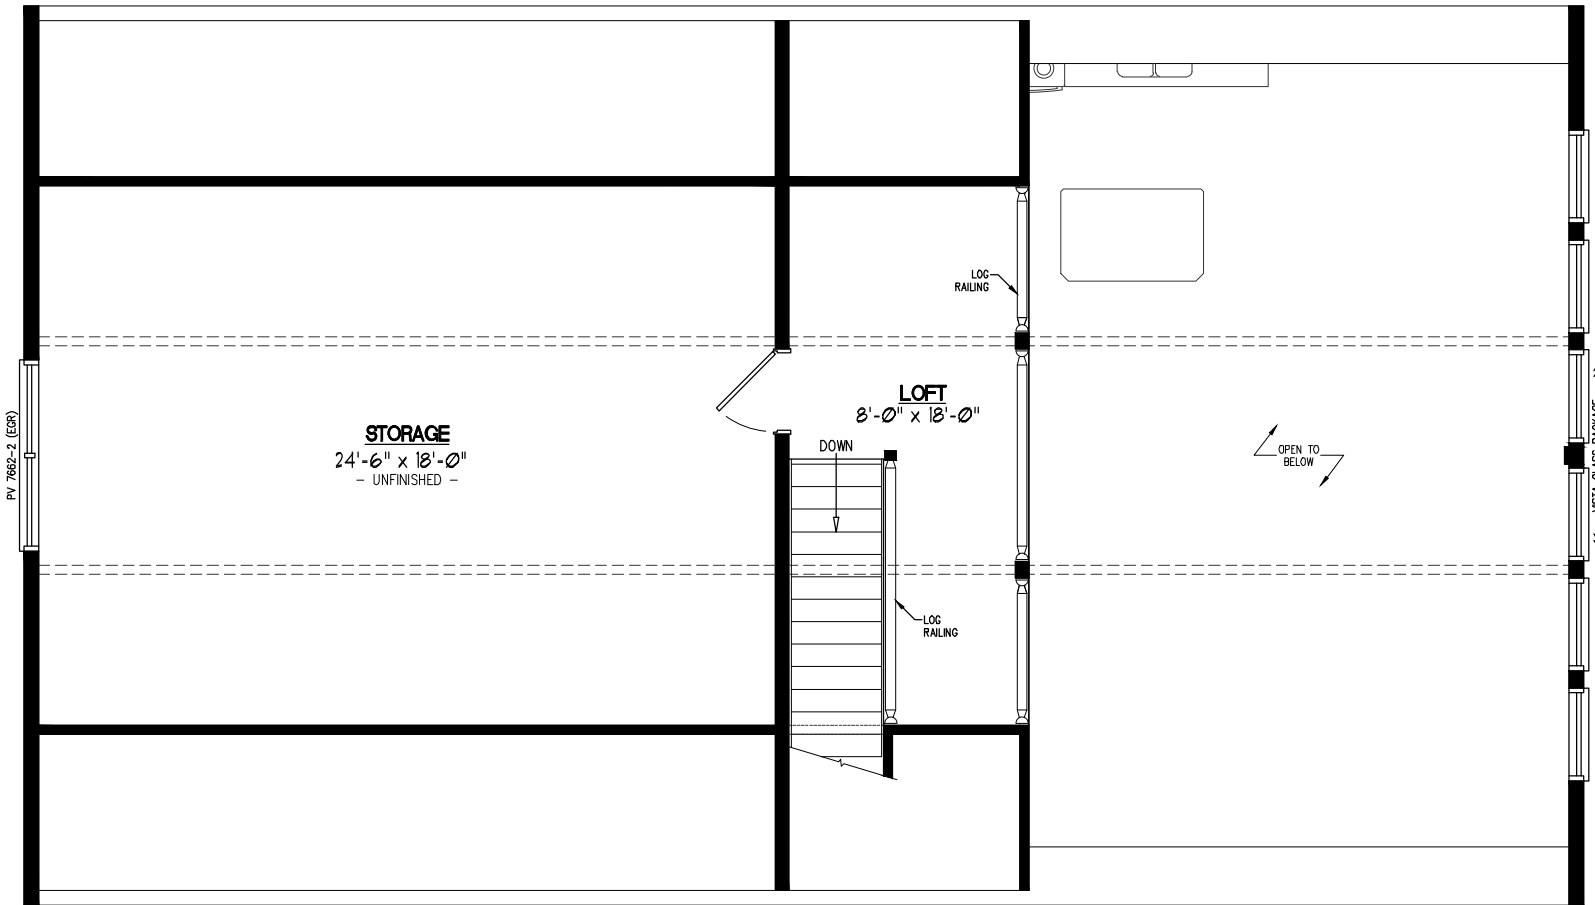 LOG
RAILING
LOFT
8'-0" x 18'-0"
STORAGE
24'-6" x 18'-0"
- UNFINISHED -
DOWN
OPEN TO
BELOW
LOG
RAILING
PV 7662-2 (EGR)